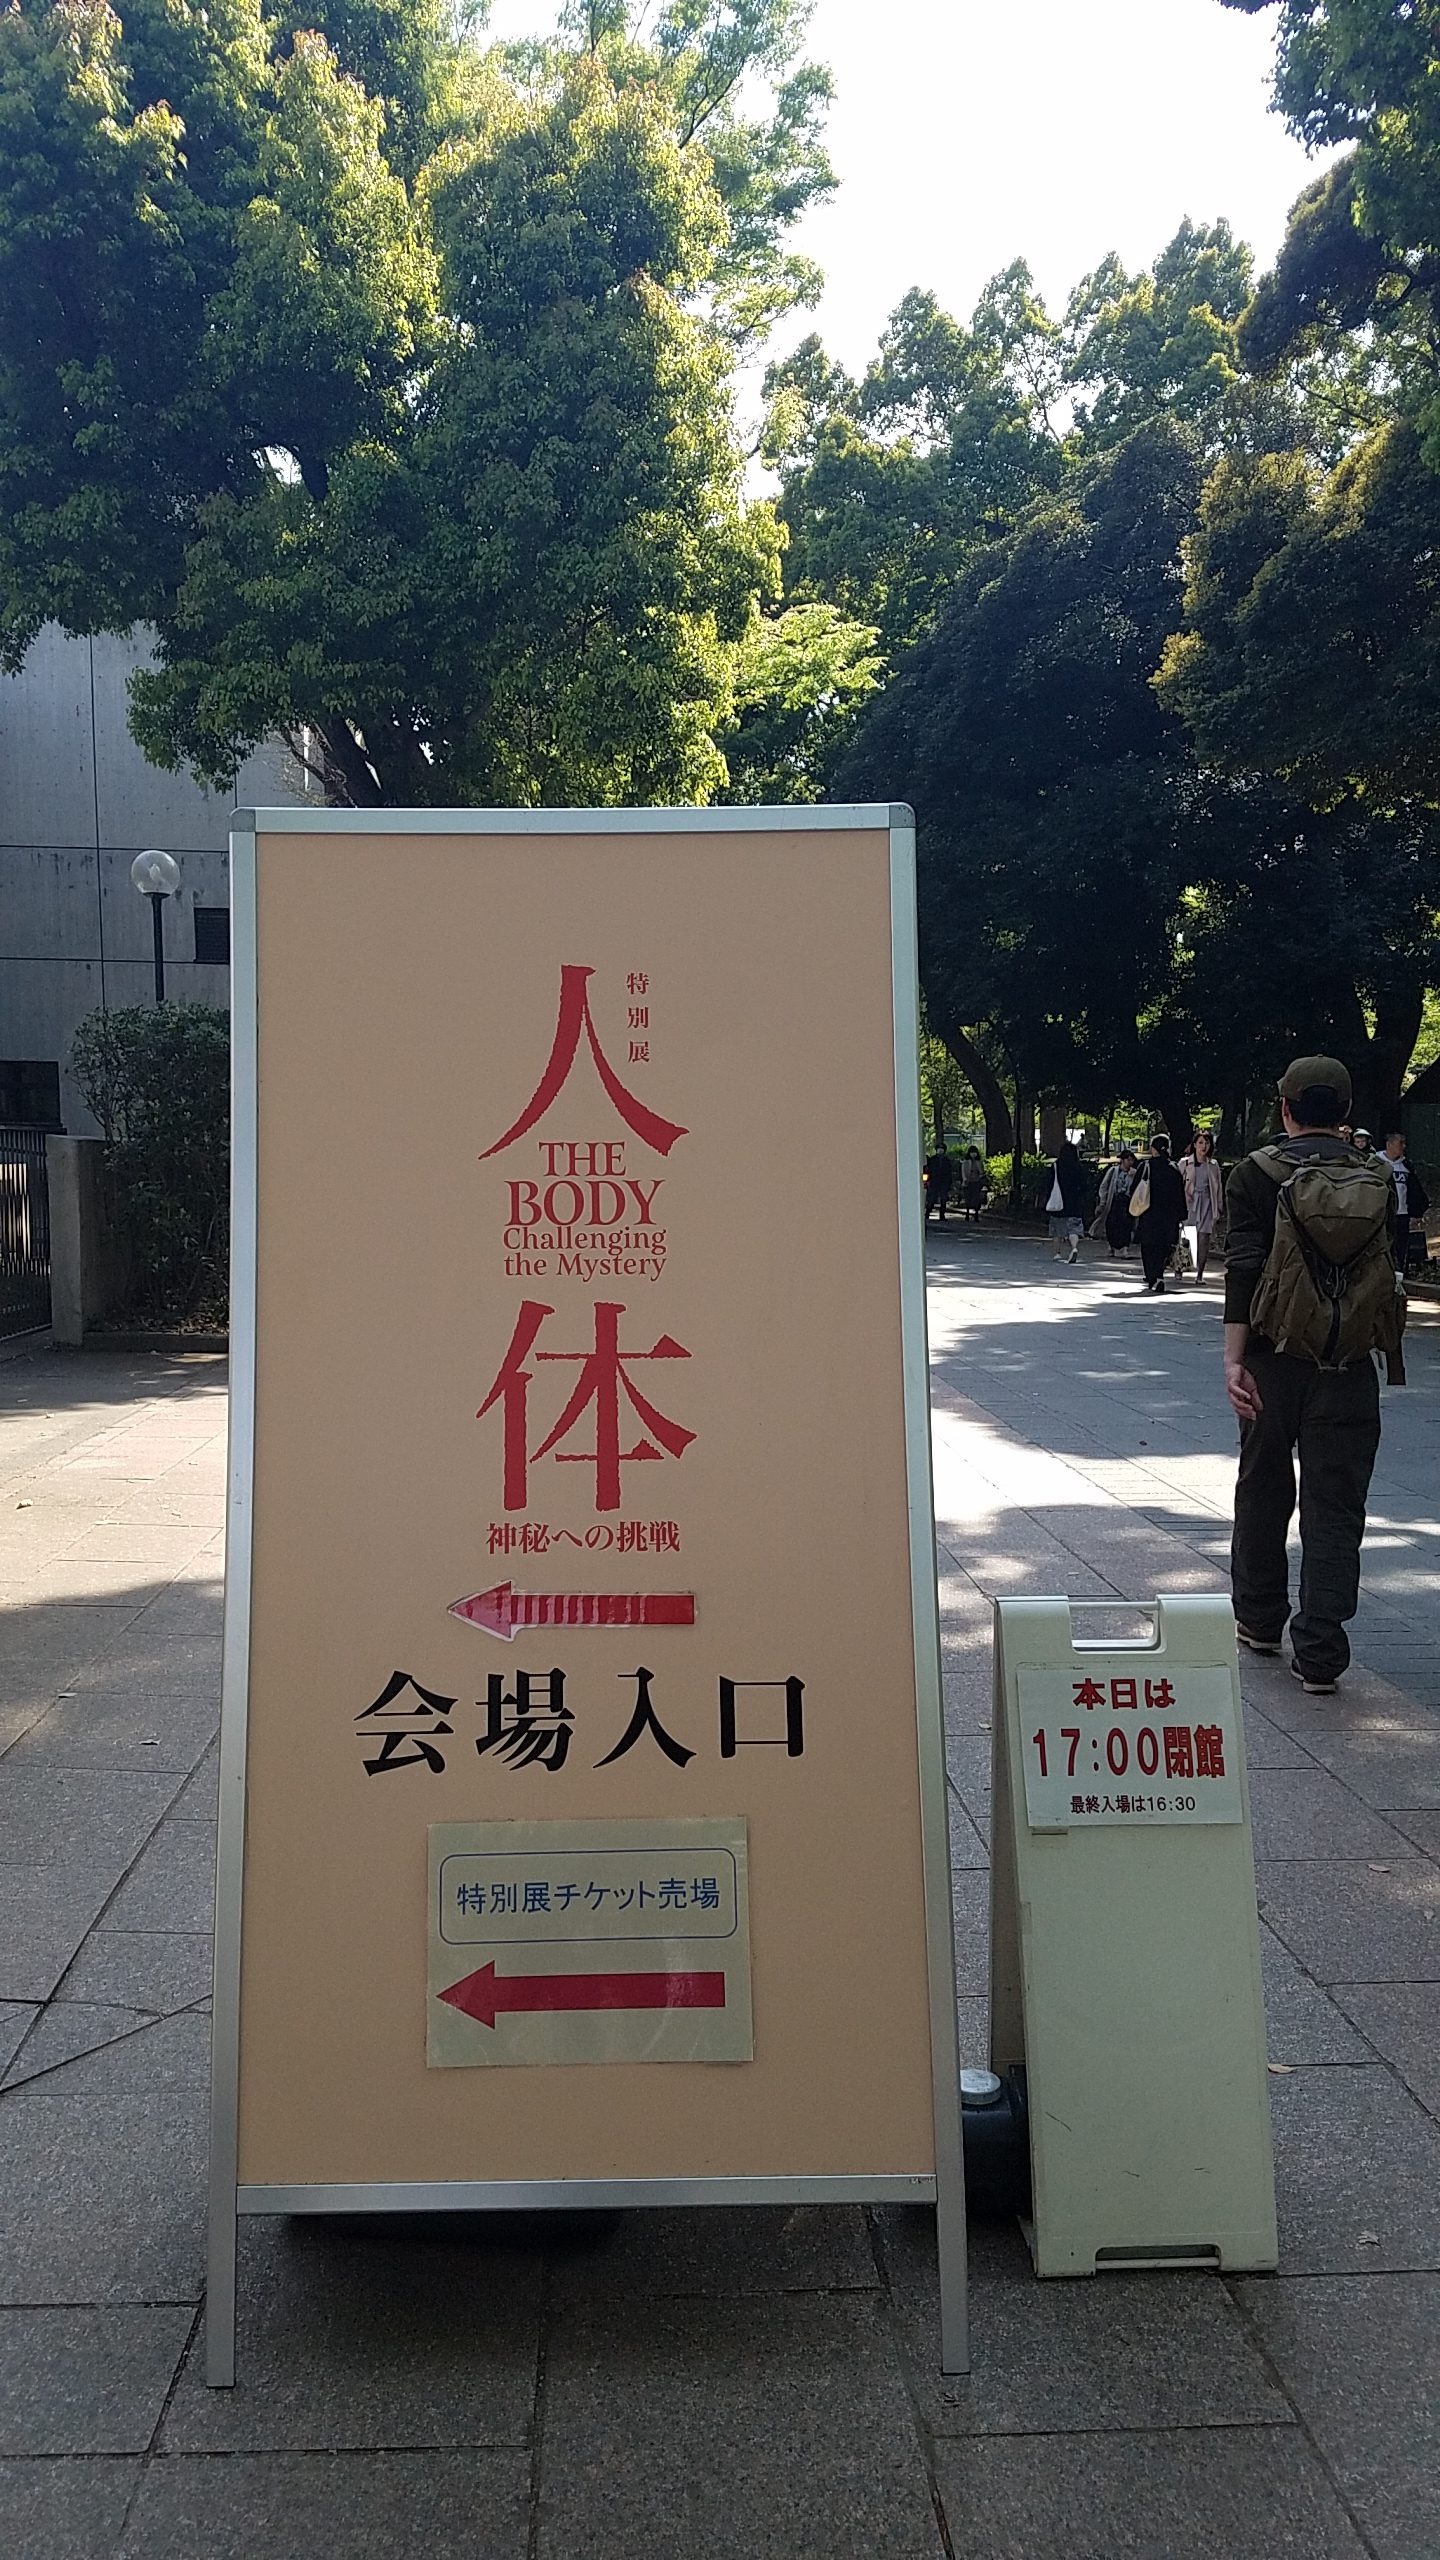 特別展
人
THE
BODY
Challenging
the Mystery
体
神秘への挑戦
会場入口
特別展チケット売場
本日は
17:00閉館
最終入場は16:30